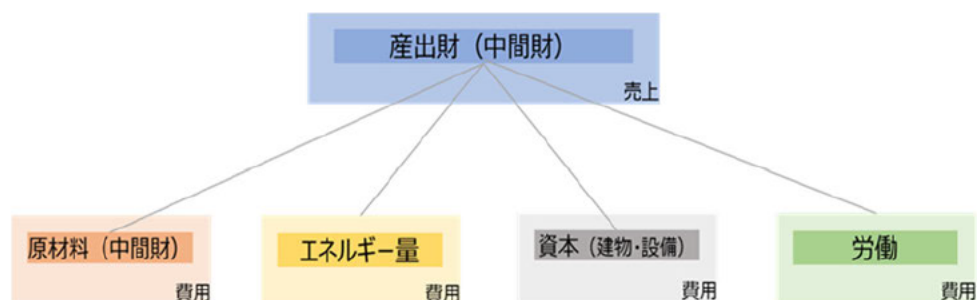 産出財（中間財）
売上
原材料（中間財）
費用
エネルギー量
費用
資本（建物・設備）
費用
労働
費用